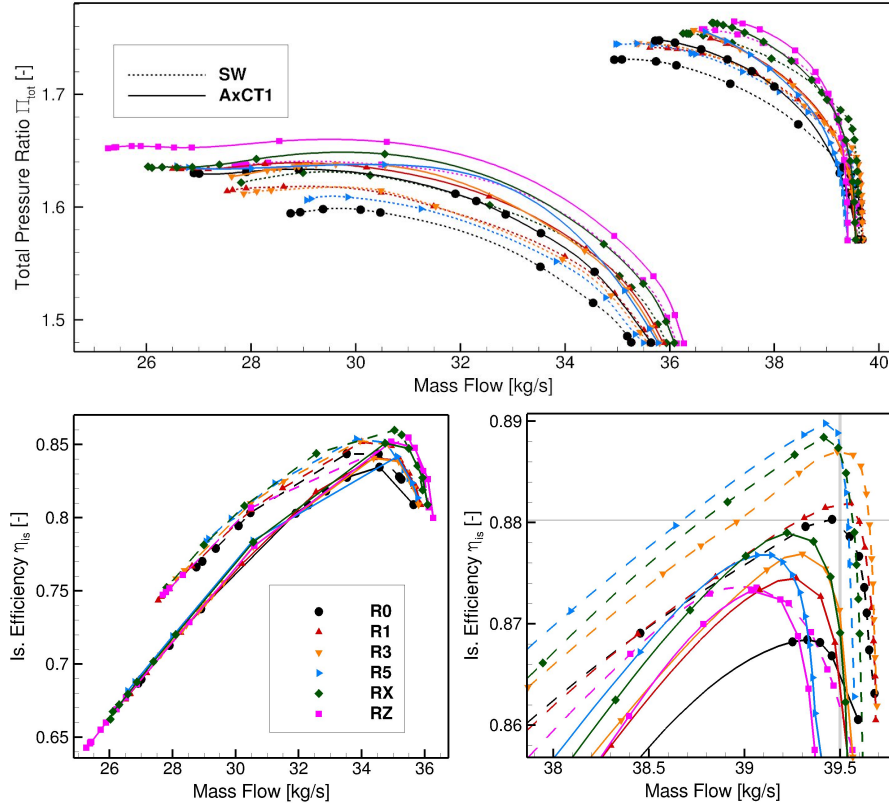 Total Pressure Ratio Π_tot [-]
1.7
1.6
1.5
SW
AxCT1
26 28 30 32 34 36 38 40
Mass Flow [kg/s]
Is. Efficiency η_is [-]
0.85
0.8
0.75
0.7
0.65
R0
R1
R3
R5
RX
RZ
26 28 30 32 34 36
Mass Flow [kg/s]
Is. Efficiency η_is [-]
0.89
0.88
0.87
0.86
38 38.5 39 39.5
Mass Flow [kg/s]